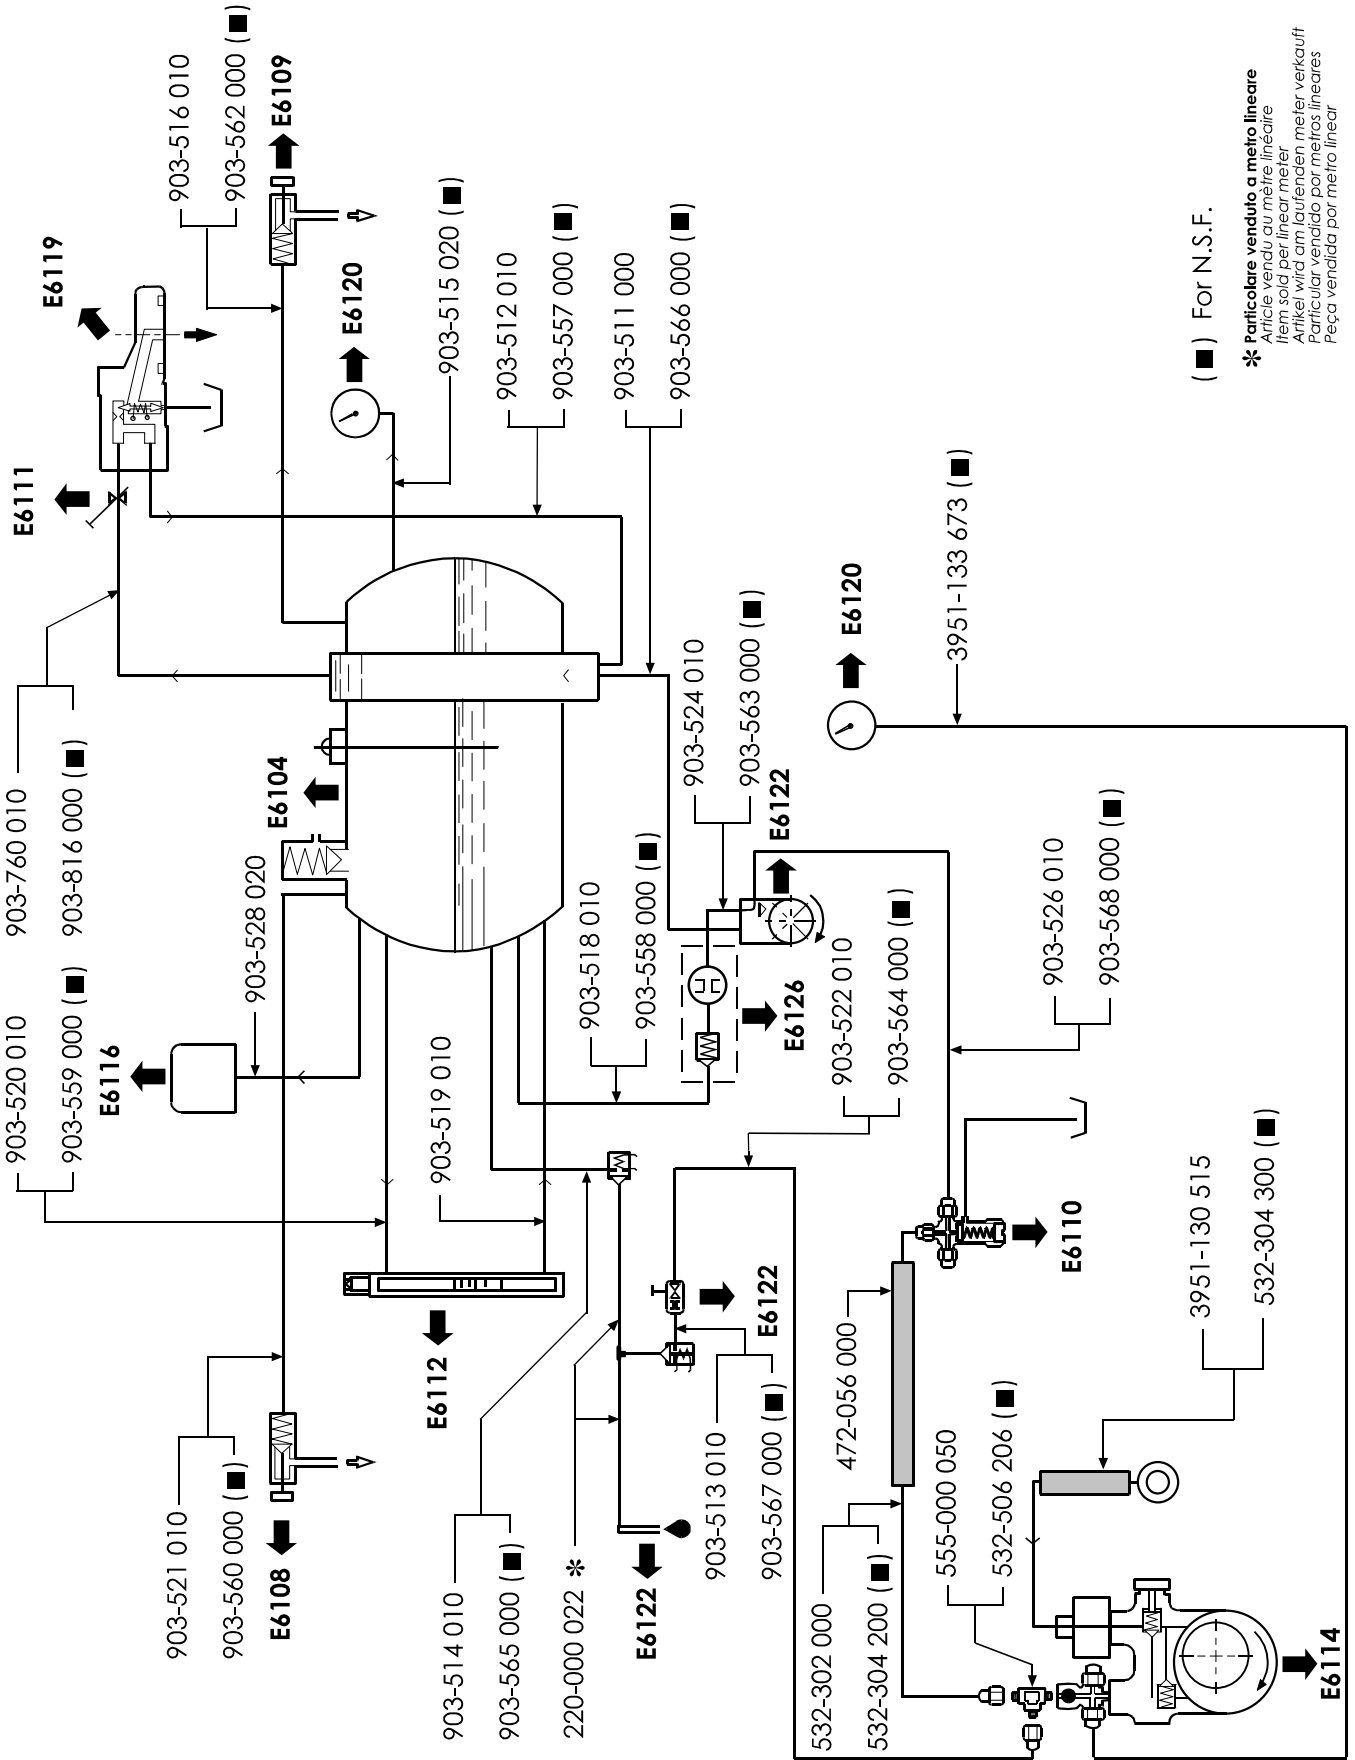 903-516 010
903-562 000 (■)
E6109
E6119
E6120
903-515 020 (■)
903-512 010
903-557 000 (■)
903-511 000
903-566 000 (■)
(■) For N.S.F.
✻ Particolare venduto a metro lineare
Article vendu au mètre linéaire
Item sold per linear meter
Artikel wird am laufenden meter verkauft
Particular vendido por metros lineares
Peça vendida por metro linear
E6111
903-760 010
903-816 000 (■)
E6104
903-528 020
903-524 010
903-563 000 (■)
E6122
E6120
3951-133 673 (■)
903-520 010
903-559 000 (■)
E6116
903-519 010
903-518 010
903-558 000 (■)
E6126
903-522 010
903-564 000 (■)
903-526 010
903-568 000 (■)
E6112
E6122
472-056 000
E6110
3951-130 515
532-304 300 (■)
903-521 010
903-560 000 (■)
E6108
903-514 010
903-565 000 (■)
220-000 022 ✻
E6122
903-513 010
903-567 000 (■)
532-302 000
532-304 200 (■)
555-000 050
532-506 206 (■)
E6114